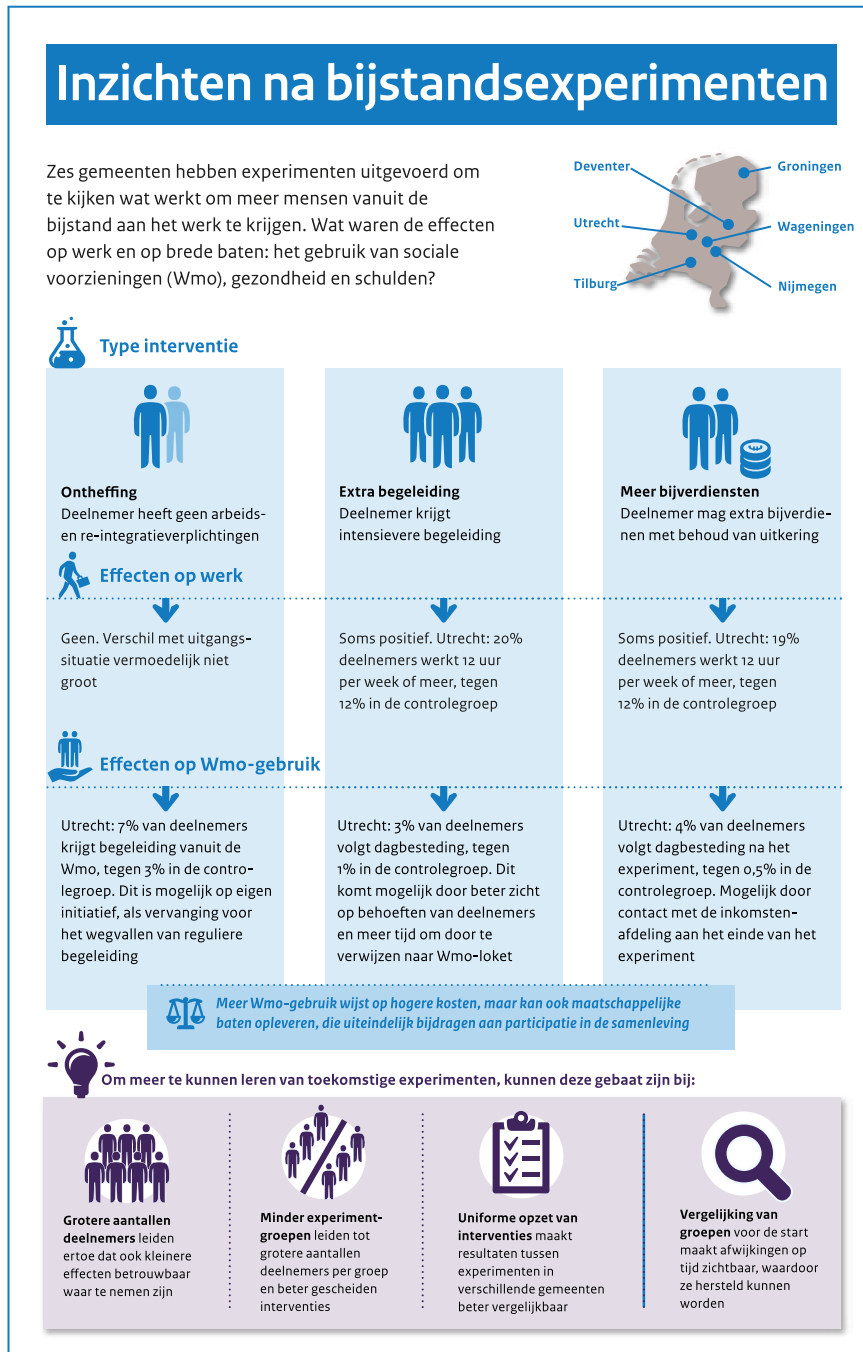 Inzichten na bijstandsexperimenten
Zes gemeenten hebben experimenten uitgevoerd om
te kijken wat werkt om meer mensen vanuit de
bijstand aan het werk te krijgen. Wat waren de effecten
op werk en op brede baten: het gebruik van sociale
voorzieningen (Wmo), gezondheid en schulden?
Deventer
Groningen
Utrecht
Wageningen
Tilburg
Nijmegen
Type interventie
Ontheffing
Deelnemer heeft geen arbeids-
en re-integratieverplichtingen
Extra begeleiding
Deelnemer krijgt
intensievere begeleiding
Meer bijverdiensten
Deelnemer mag extra bijverdie-
nen met behoud van uitkering
Effecten op werk
Geen. Verschil met uitgangs-
situatie vermoedelijk niet
groot
Soms positief. Utrecht: 20%
deelnemers werkt 12 uur
per week of meer, tegen
12% in de controlegroep
Soms positief. Utrecht: 19%
deelnemers werkt 12 uur
per week of meer, tegen
12% in de controlegroep
Effecten op Wmo-gebruik
Utrecht: 7% van deelnemers
krijgt begeleiding vanuit de
Wmo, tegen 3% in de contro-
legroep. Dit is mogelijk op eigen
initiatief, als vervanging voor
het wegvallen van reguliere
begeleiding
Utrecht: 3% van deelnemers
volgt dagbesteding, tegen
1% in de controlegroep. Dit
komt mogelijk door beter zicht
op behoeften van deelnemers
en meer tijd om door te
verwijzen naar Wmo-loket
Utrecht: 4% van deelnemers
volgt dagbesteding na het
experiment, tegen 0,5% in de
controlegroep. Mogelijk door
contact met de inkomsten-
afdeling aan het einde van het
experiment
Meer Wmo-gebruik wijst op hogere kosten, maar kan ook maatschappelijke
baten opleveren, die uiteindelijk bijdragen aan participatie in de samenleving
Om meer te kunnen leren van toekomstige experimenten, kunnen deze gebaat zijn bij:
Grotere aantallen
deelnemers leiden
ertoe dat ook kleinere
effecten betrouwbaar
waar te nemen zijn
Minder experiment-
groepen leiden tot
grotere aantallen
deelnemers per groep
en beter gescheiden
interventies
Uniforme opzet van
interventies maakt
resultaten tussen
experimenten in
verschillende gemeenten
beter vergelijkbaar
Vergelijking van
groepen voor de start
maakt afwijkingen op
tijd zichtbaar, waardoor
ze hersteld kunnen
worden